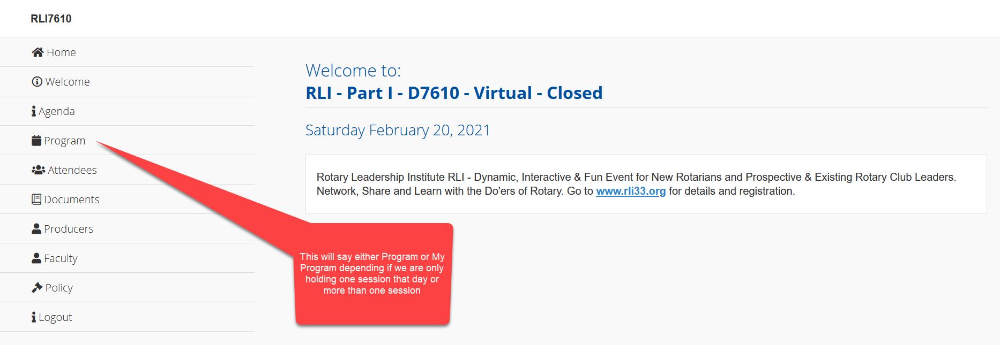 RLI7610
Home
Welcome
Agenda
Program
Attendees
Documents
Producers
Faculty
Policy
Logout
Welcome to:
RLI - Part I - D7610 - Virtual - Closed
Saturday February 20, 2021
Rotary Leadership Institute RLI - Dynamic, Interactive & Fun Event for New Rotarians and Prospective & Existing Rotary Club Leaders.
Network, Share and Learn with the Do'ers of Rotary. Go to www.rli33.org for details and registration.
This will say either Program or My
Program depending if we are only
holding one session that day or
more than one session